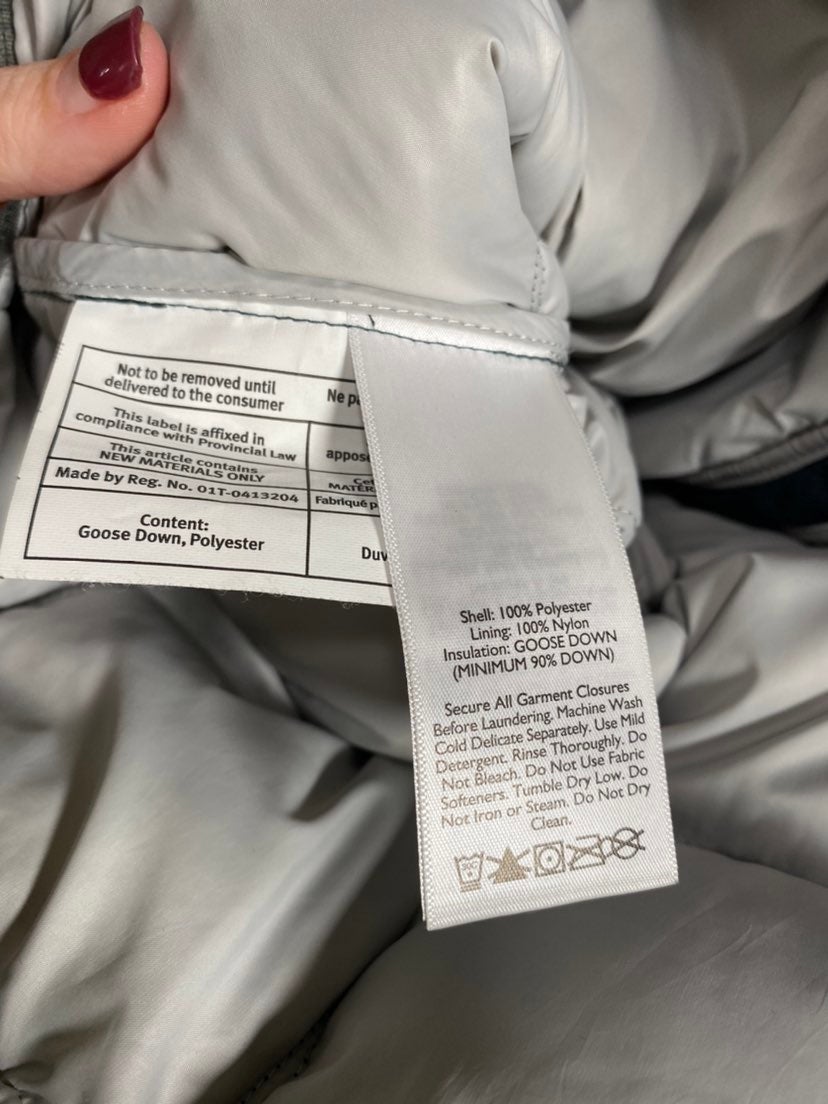 Not to be removed until
delivered to the consumer
Ne
This label is affixed in
compliance with Provincial Law
This article contains
NEW MATERIALS ONLY
Made by Reg. No. 01T-0413204
Fabriqué
Content:
Goose Down, Polyester
Shell: 100% Polyester
Lining: 100% Nylon
Insulation: GOOSE DOWN
(MINIMUM 90% DOWN)
Secure All Garment Closures
Before Laundering. Machine Wash
Cold Delicate Separately. Use Mild
Detergent. Rinse Thoroughly. Do
Not Bleach. Do Not Use Fabric
Softeners. Tumble Dry Low. Do
Not Iron or Steam. Do Not Dry
Clean.